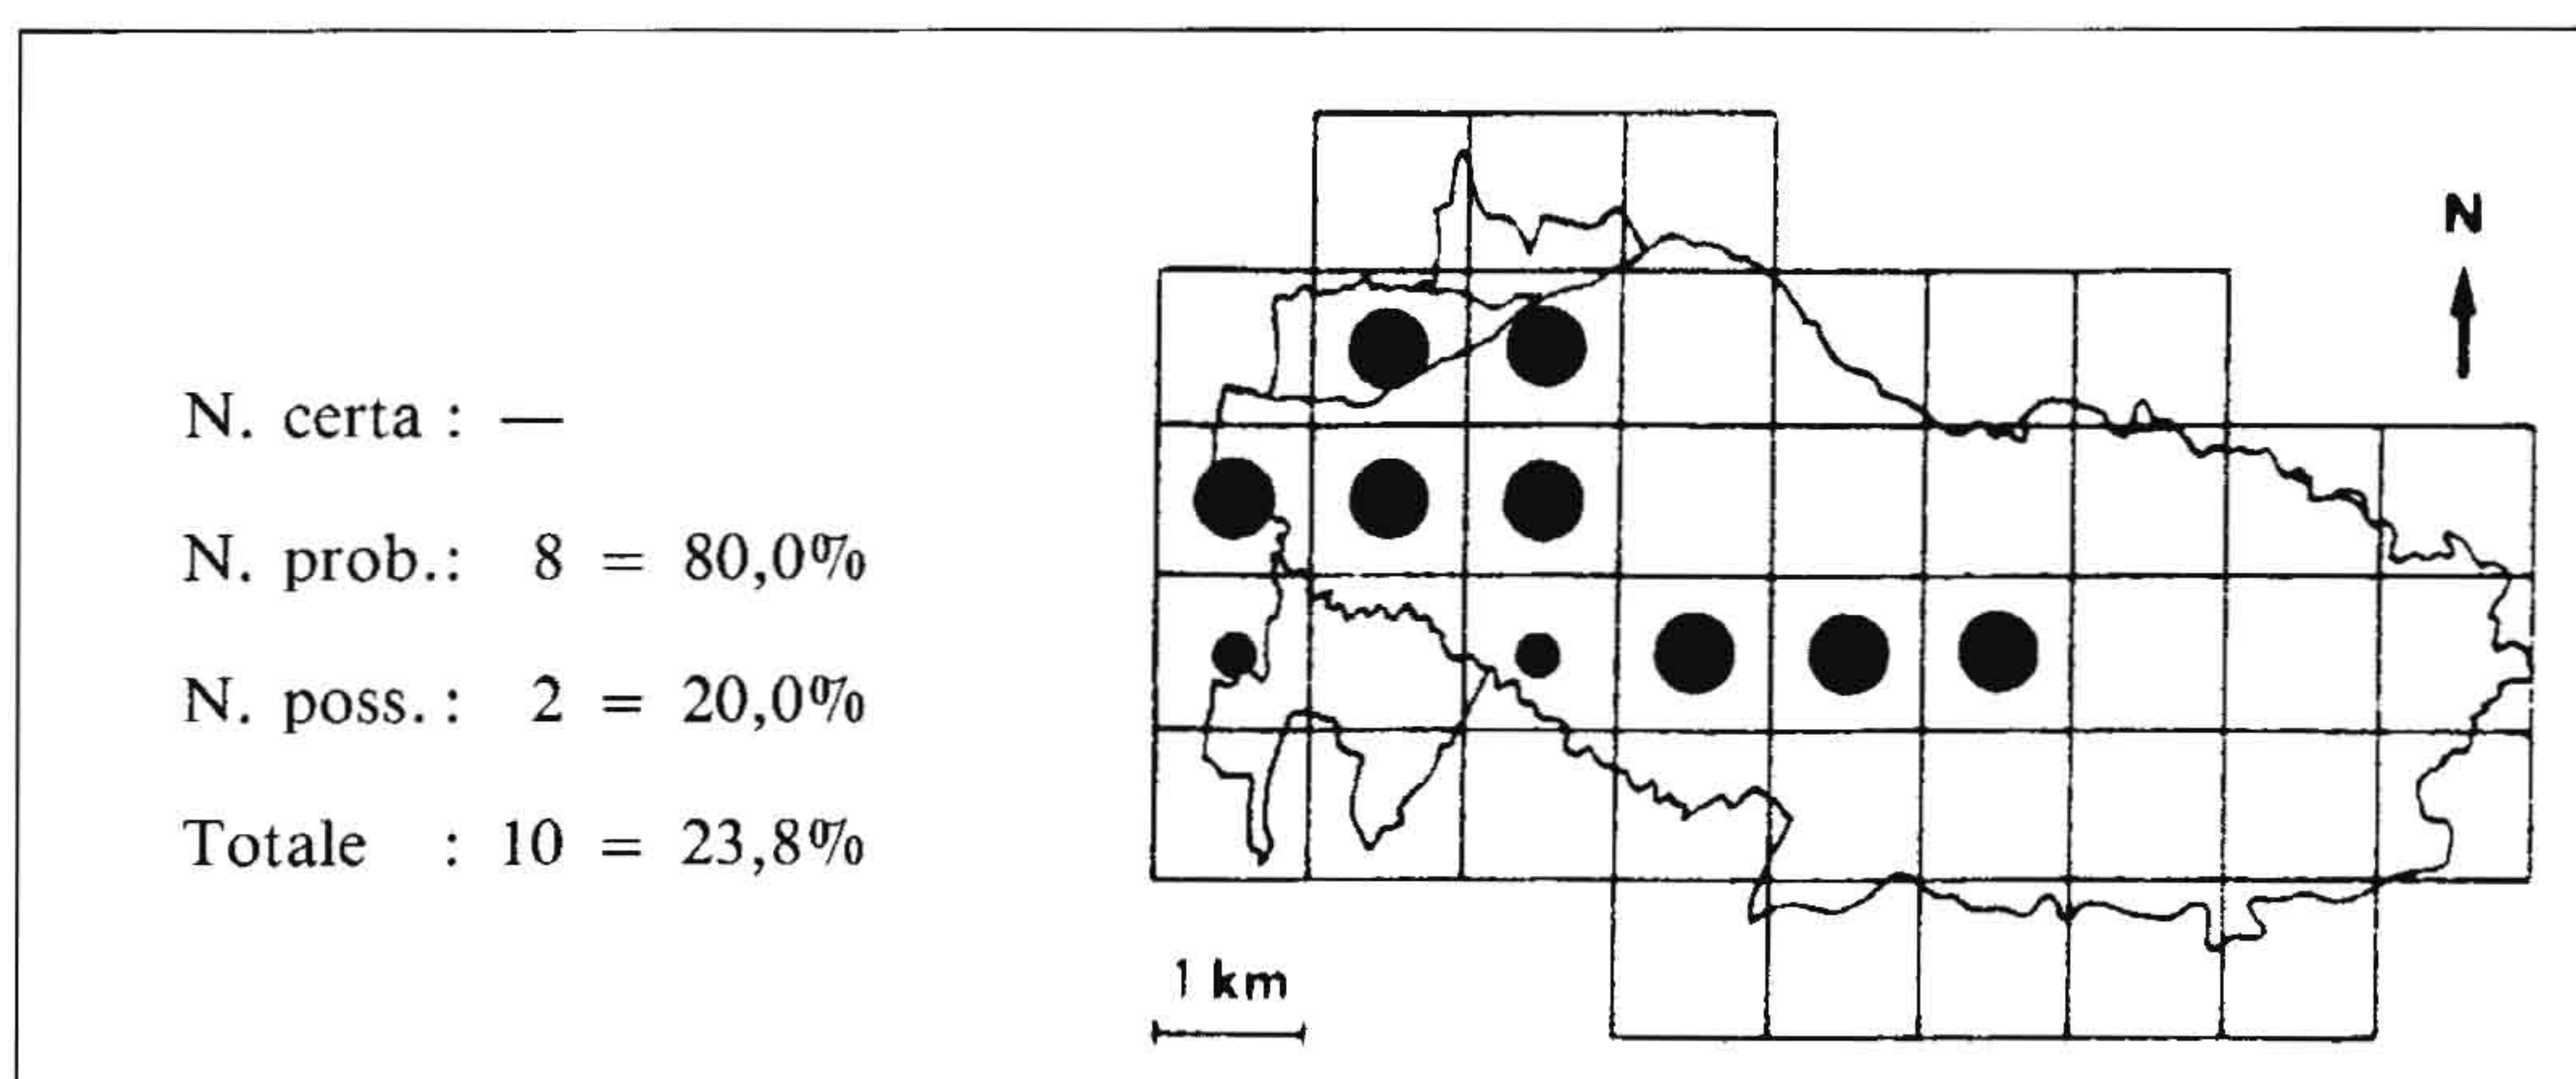 N. certa : —
N. prob.: 8 = 80,0%
N. poss. : 2 = 20,0%
Totale : 10 = 23,8%
N
1 km